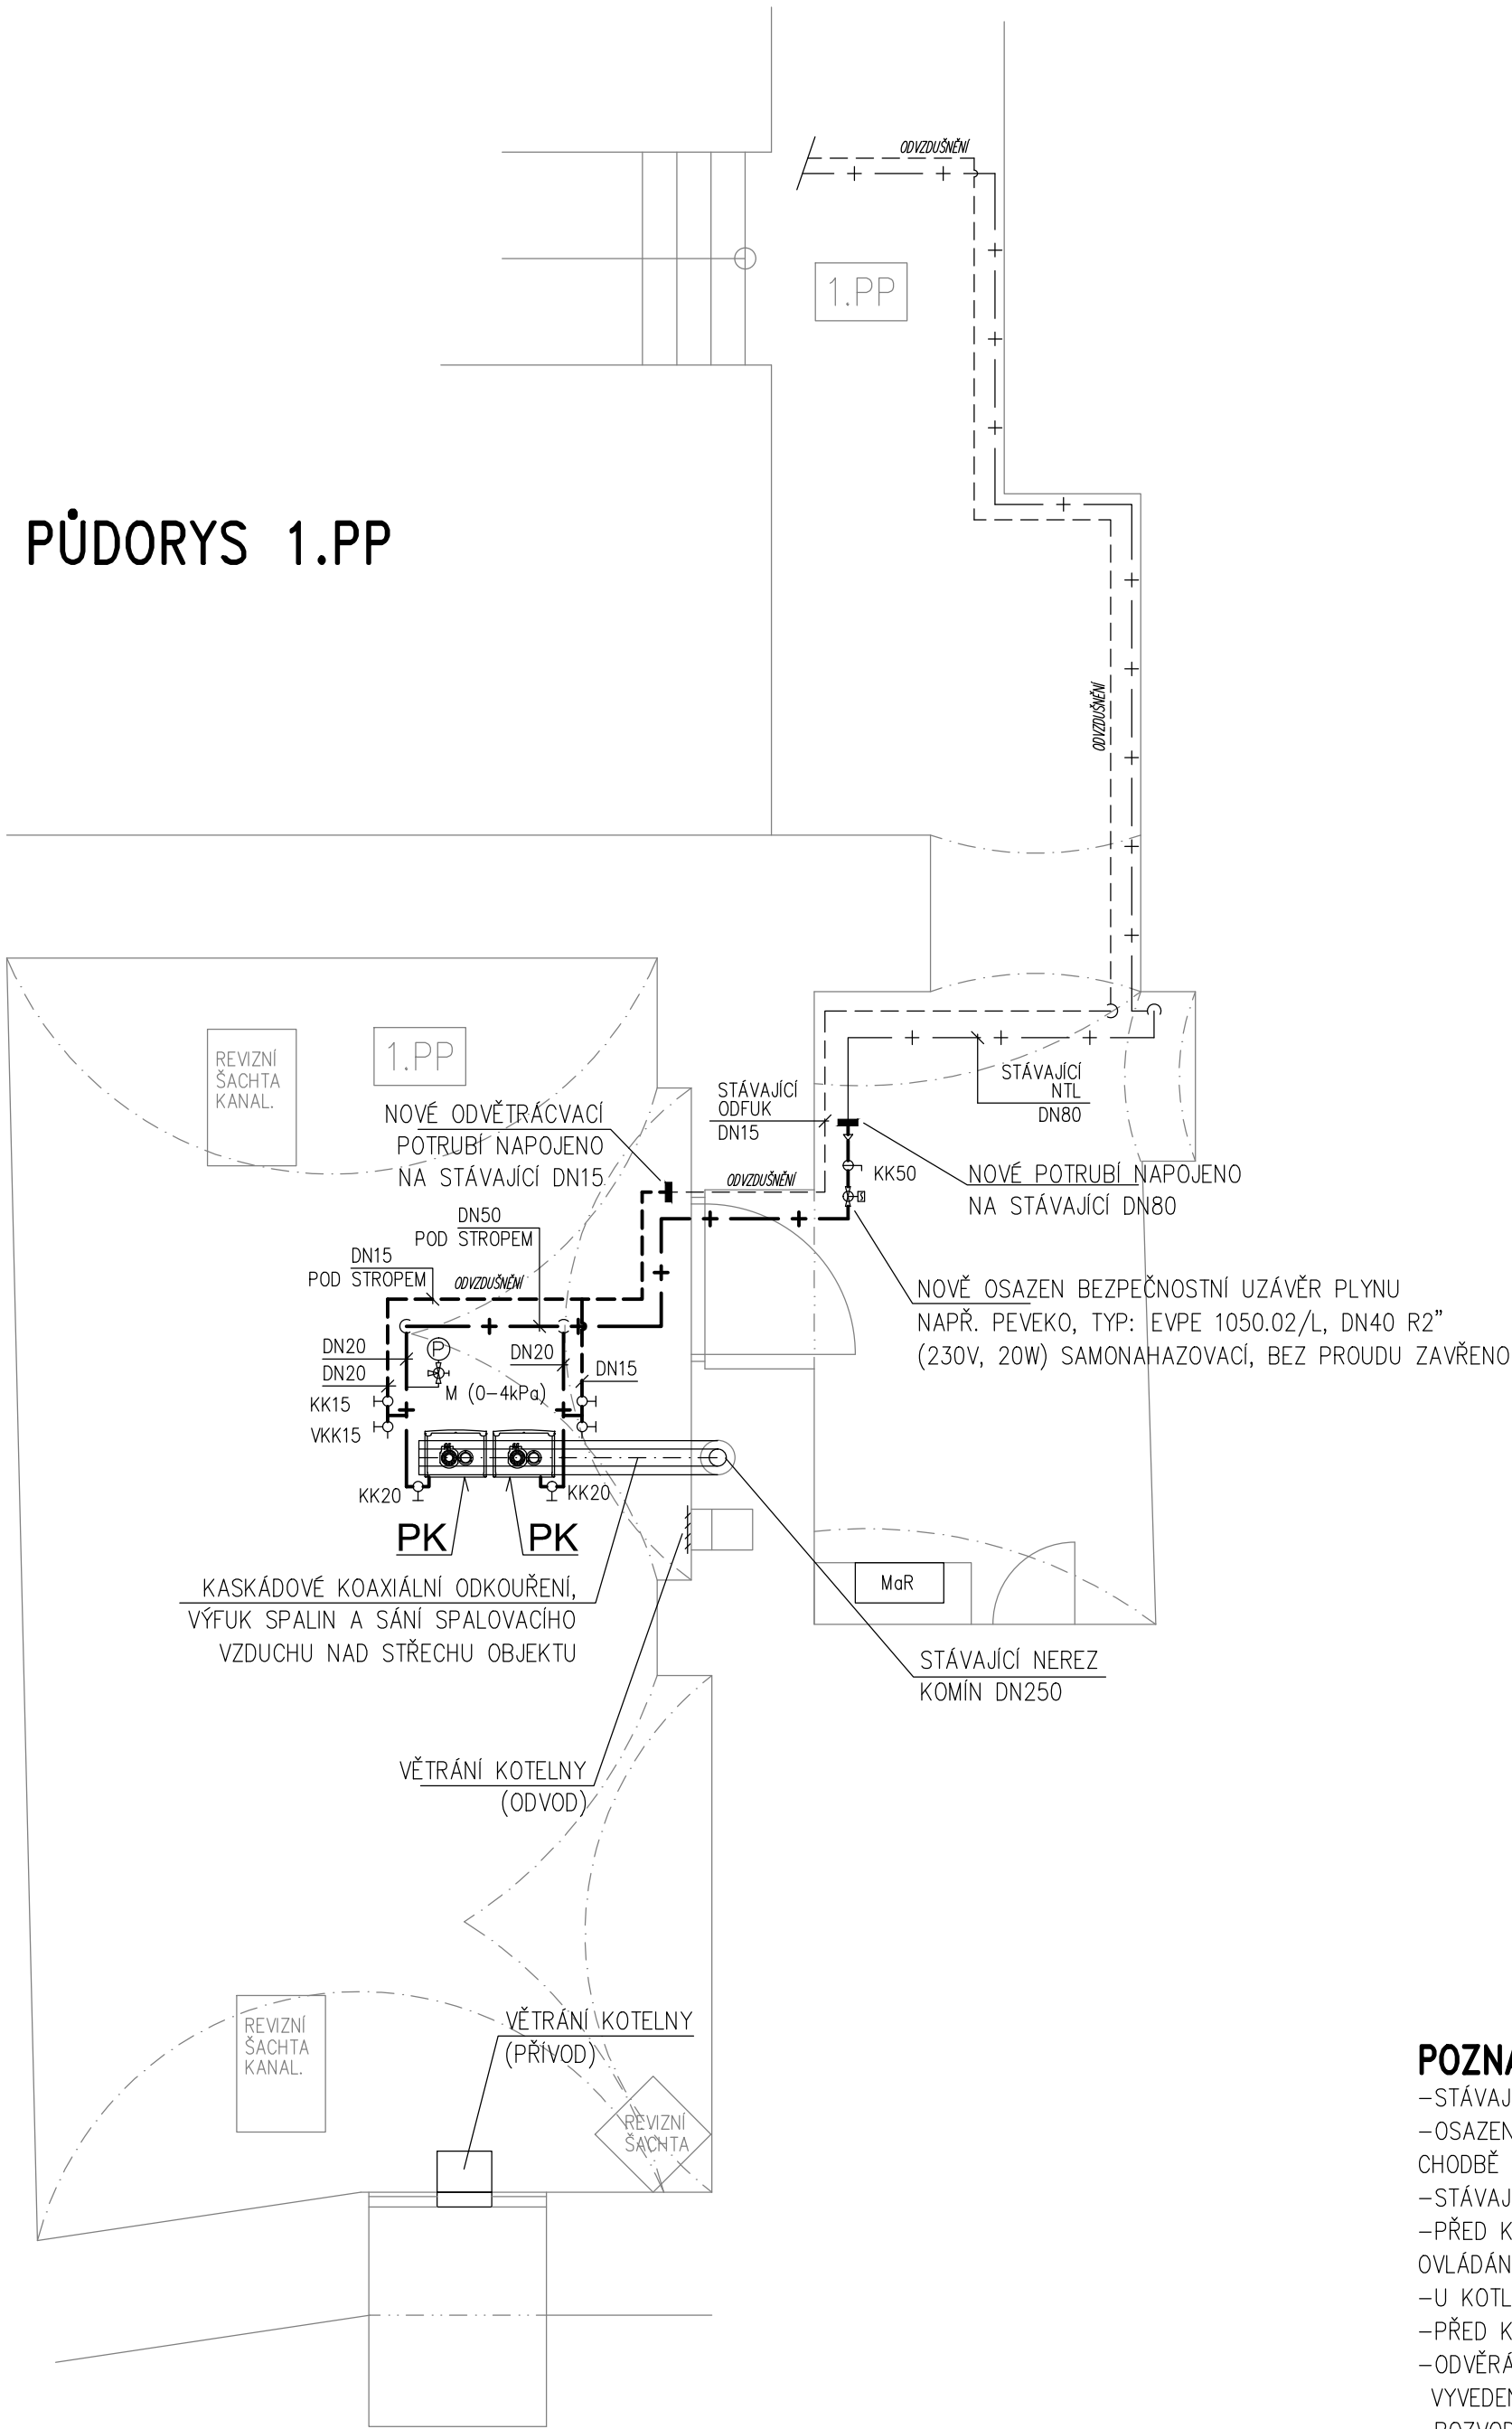 ODVZDUŠNĚNÍ
1.PP
PŮDORYS 1.PP
ODVZDUŠNĚNÍ
REVIZNÍ
ŠACHTA
KANAL.
1.PP
NOVÉ ODVĚTRÁCVACÍ
POTRUBÍ NAPOJENO
NA STÁVAJÍCÍ DN15
STÁVAJÍCÍ
ODFUK
DN15
STÁVAJÍCÍ
NTL
DN80
KK50
NOVÉ POTRUBÍ NAPOJENO
NA STÁVAJÍCÍ DN80
ODVZDUŠNĚNÍ
DN50
POD STROPEM
DN15
POD STROPEM
ODVZDUŠNĚNÍ
NOVĚ OSAZEN BEZPEČNOSTNÍ UZÁVĚR PLYNU
NAPŘ. PEVEKO, TYP: EVPE 1050.02/L, DN40 R2"
(230V, 20W) SAMONAHAZOVACÍ, BEZ PROUDU ZAVŘENO
DN20
DN20
P
DN20
DN15
M (0-4kPa)
KK15
VKK15
KK20
KK20
PK
PK
MaR
KASKÁDOVÉ KOAXIÁLNÍ ODKOUŘENÍ,
VÝFUK SPALIN A SÁNÍ SPALOVACÍHO
VZDUCHU NAD STŘECHU OBJEKTU
STÁVAJÍCÍ NEREZ
KOMÍN DN250
VĚTRÁNÍ KOTELNY
(ODVOD)
VĚTRÁNÍ KOTELNY
(PŘÍVOD)
REVIZNÍ
ŠACHTA
KANAL.
REVIZNÍ
ŠACHTA
-PŘED K
CHODBĚ
-U KOTL
-PŘED K